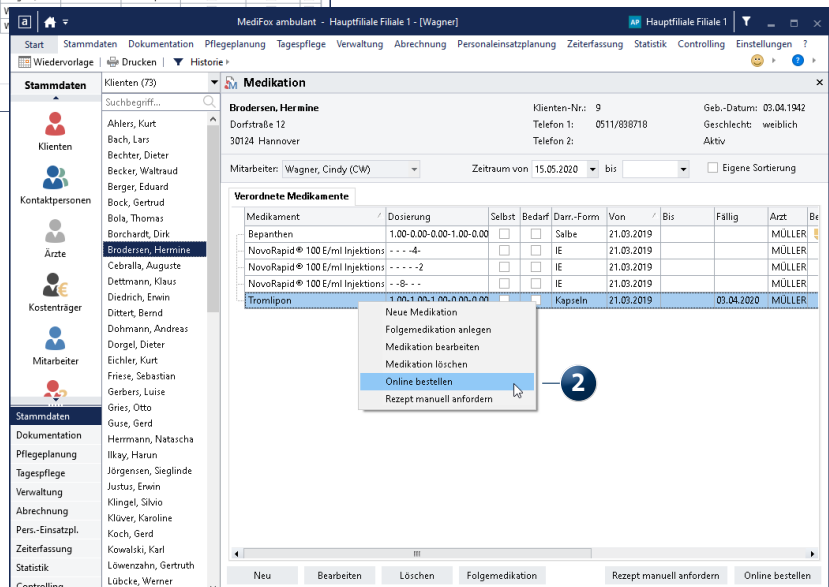 MediFox ambulant - Hauptfiliale Filiale 1 - [Wagner]
AP Hauptfiliale Filiale 1
Start Stammdaten Dokumentation Pflegeplanung Tagespflege Verwaltung Abrechnung Personaleinsatzplanung Zeiterfassung Statistik Controlling Einstellungen ?
Wiedervorlage Drucken Historie
Stammdaten
Klienten
Kontaktpersonen
Ärzte
Kostenträger
Mitarbeiter
Stammdaten
Dokumentation
Pflegeplanung
Tagespflege
Verwaltung
Abrechnung
Pers.-Einsatzpl.
Zeiterfassung
Statistik
Controlling
Klienten (73)
Suchbegriff...
Ahlers, Kurt
Bach, Lars
Bechter, Dieter
Becker, Waltraud
Berger, Eduard
Bock, Gertrud
Bola, Thomas
Borchardt, Dirk
Brodersen, Hermine
Cebralla, Auguste
Dettmann, Klaus
Diedrich, Erwin
Dittert, Bernd
Dohmann, Andreas
Dorgel, Dieter
Eichler, Kurt
Friese, Sebastian
Gerbers, Luise
Gries, Otto
Guse, Gerd
Herrmann, Natascha
Ilkay, Harun
Jörgensen, Sieglinde
Justus, Erwin
Klingel, Silvio
Klüver, Karoline
Koch, Gerd
Kowalski, Karl
Löwenzahn, Gertruth
Lübcke, Werner
Medikation
Brodersen, Hermine Klienten-Nr.: 9 Geb.-Datum: 03.04.1942
Dorfstraße 12 Telefon 1: 0511/838718 Geschlecht: weiblich
30124 Hannover Telefon 2: Aktiv
Mitarbeiter: Wagner, Cindy (CW) Zeitraum von 15.05.2020 bis Eigene Sortierung
Verordnete Medikamente
Medikament Dosierung Selbst Bedarf Darr.-Form Von Bis Fällig Arzt Be
Bepanthen 1.00-0.00-0.00-1.00-0.00 Salbe 21.03.2019 MÜLLER
NovoRapid® 100 E/ml Injektions - - - -4- IE 21.03.2019 MÜLLER
NovoRapid® 100 E/ml Injektions - - - - -2 IE 21.03.2019 MÜLLER
NovoRapid® 100 E/ml Injektions - -8- - - IE 21.03.2019 MÜLLER
Tromlipon 1.00-1.00-1.00-0.00-0.00 Kapseln 21.03.2019 03.04.2020 MÜLLER
Neue Medikation
Folgemedikation anlegen
Medikation bearbeiten
Medikation löschen
Online bestellen
Rezept manuell anfordern
2
Neu Bearbeiten Löschen Folgemedikation Rezept manuell anfordern Online bestellen